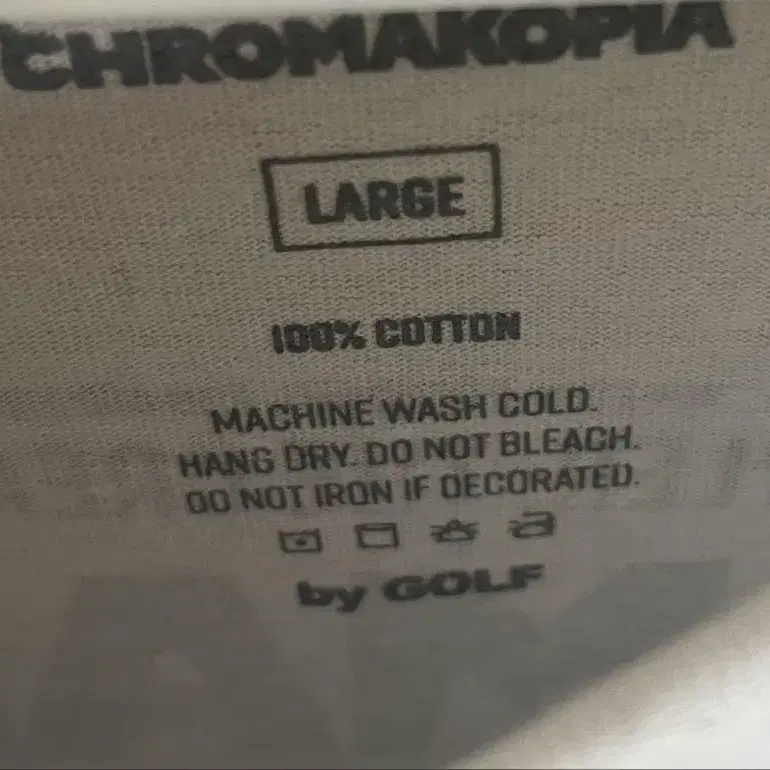 CHROMAKOPIA
LARGE
100% COTTON
MACHINE WASH COLD.
HANG DRY. DO NOT BLEACH.
DO NOT IRON IF DECORATED.
by GOLF